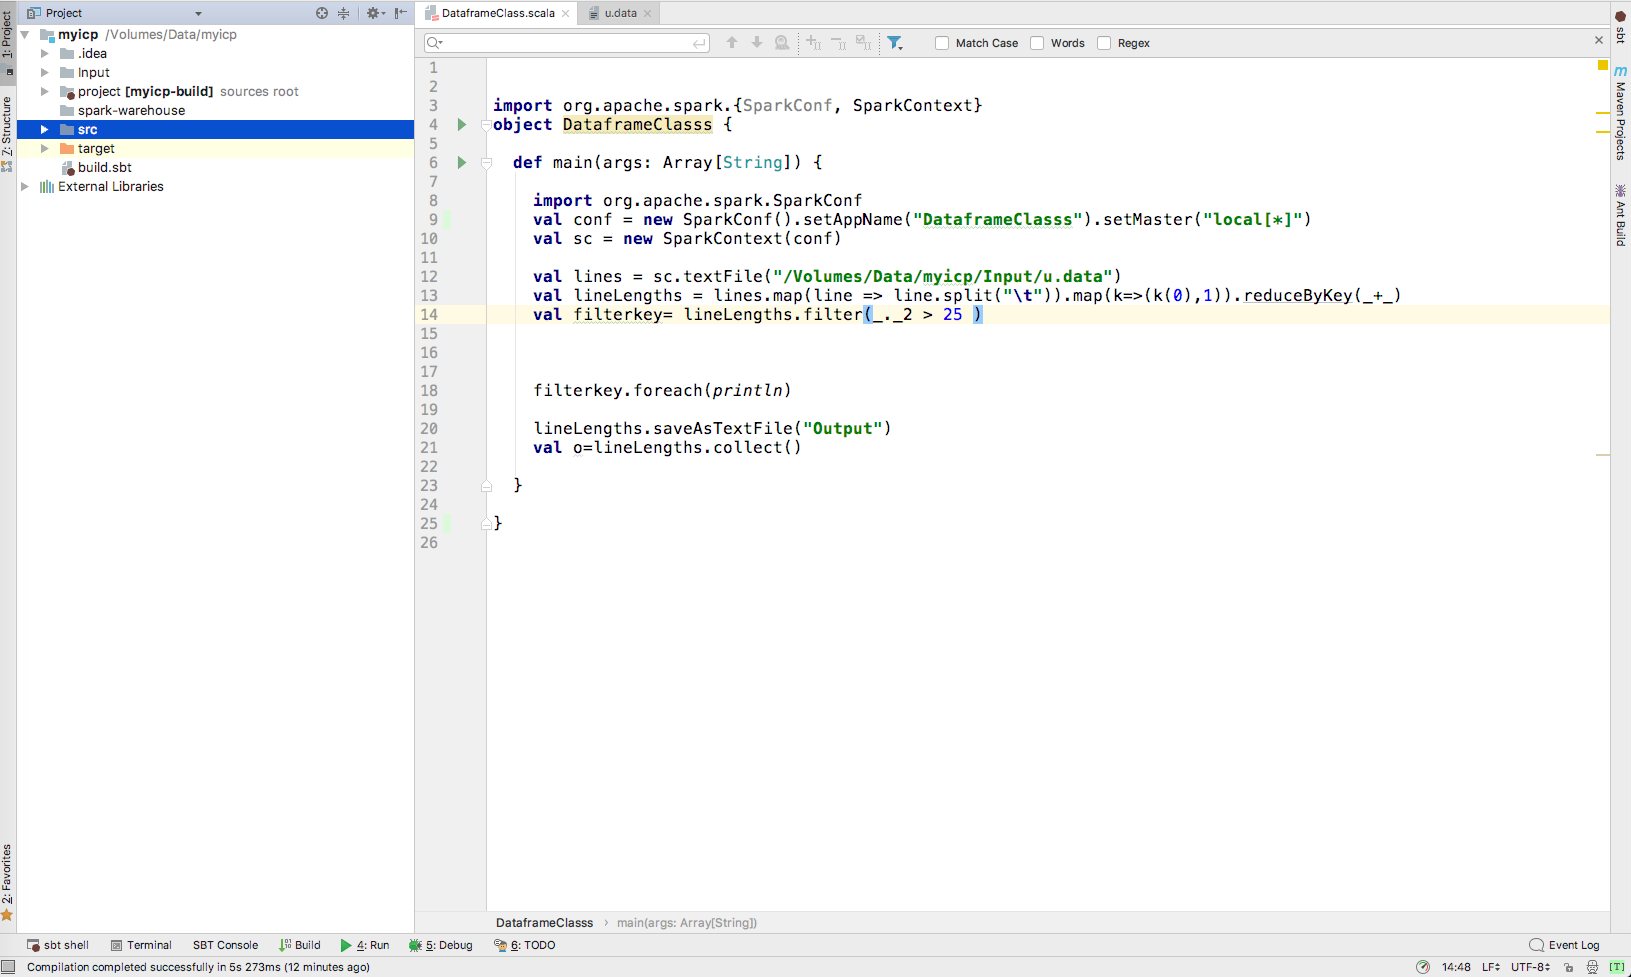 Project
DataframeClass.scala
u.data
1: Project
7: Structure
2: Favorites
myicp /Volumes/Data/myicp
.idea
Input
project [myicp-build] sources root
spark-warehouse
src
target
build.sbt
External Libraries
Match Case
Words
Regex
1
2
3 import org.apache.spark.{SparkConf, SparkContext}
4 object DataframeClasss {
5
6 def main(args: Array[String]) {
7
8 import org.apache.spark.SparkConf
9 val conf = new SparkConf().setAppName("DataframeClasss").setMaster("local[*]")
10 val sc = new SparkContext(conf)
11
12 val lines = sc.textFile("/Volumes/Data/myicp/Input/u.data")
13 val lineLengths = lines.map(line => line.split("\t")).map(k=>(k(0),1)).reduceByKey(_+_)
14 val filterkey= lineLengths.filter(_._2 > 25 )
15
16
17
18 filterkey.foreach(println)
19
20 lineLengths.saveAsTextFile("Output")
21 val o=lineLengths.collect()
22
23 }
24
25 }
26
sbt
m Maven Projects
Ant Build
DataframeClasss › main(args: Array[String])
sbt shell
Terminal
SBT Console
Build
4: Run
5: Debug
6: TODO
Event Log
Compilation completed successfully in 5s 273ms (12 minutes ago)
14:48
LF
UTF-8
[T]